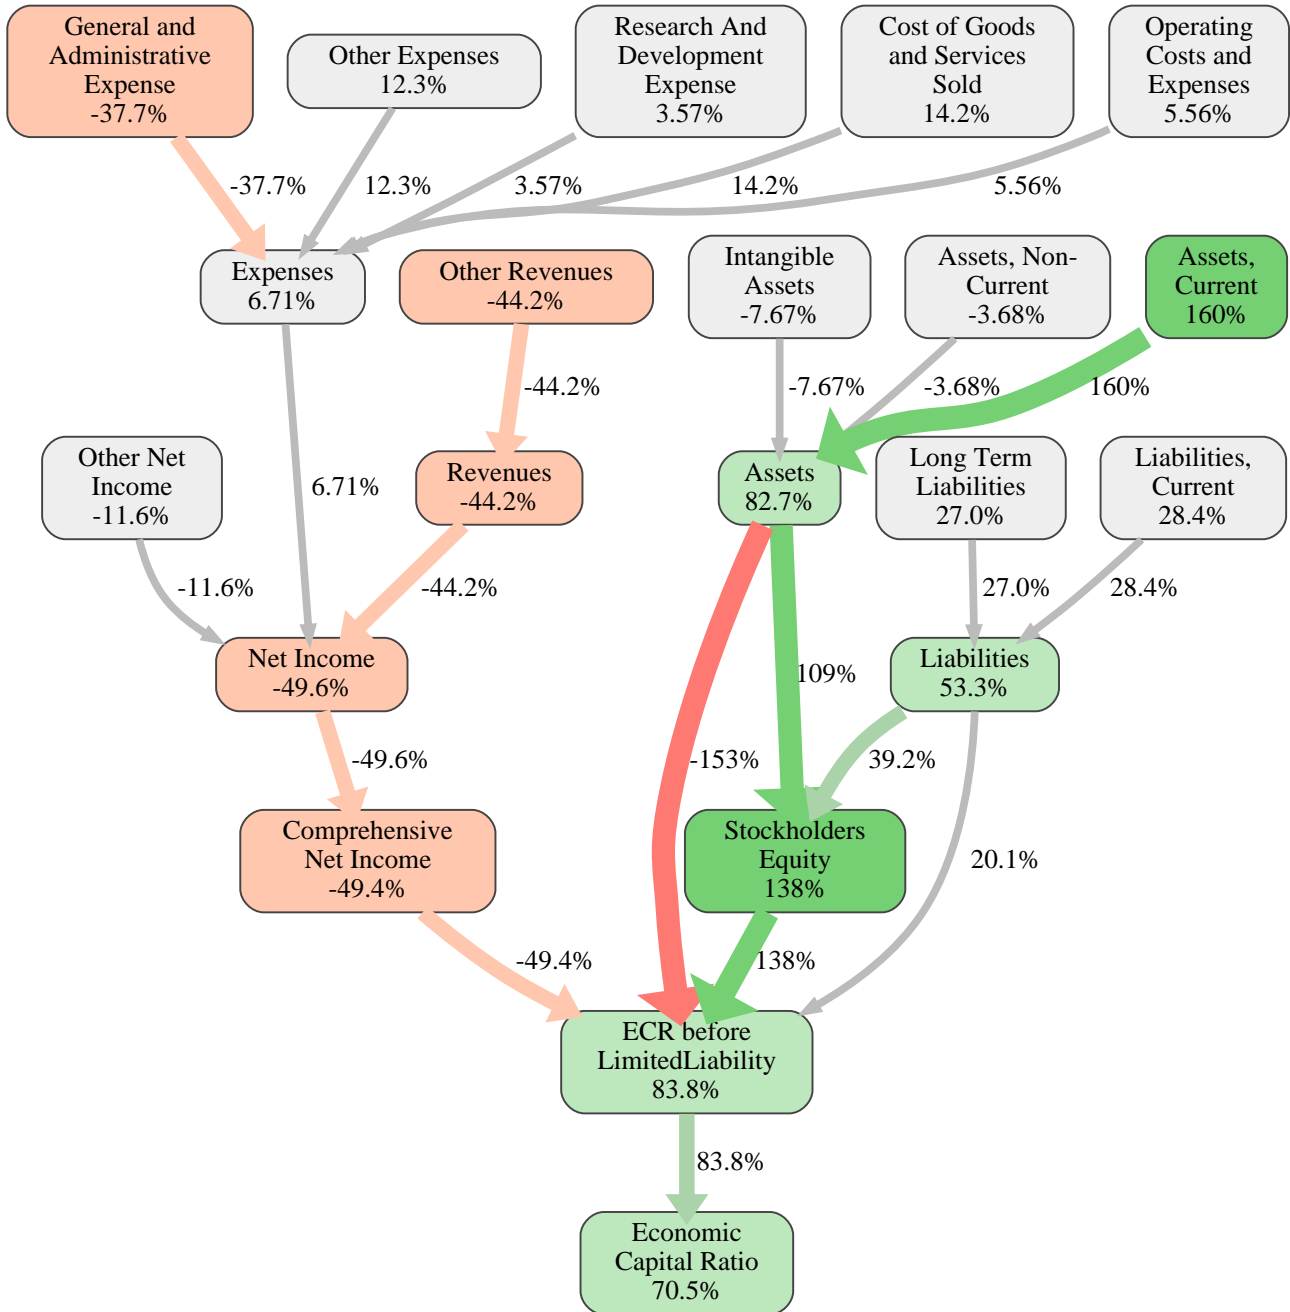 General and
Administrative
Expense
-37.7%
Other Expenses
12.3%
Research And
Development
Expense
3.57%
Cost of Goods
and Services
Sold
14.2%
Operating
Costs and
Expenses
5.56%
-37.7%
12.3%
3.57%
14.2%
5.56%
Expenses
6.71%
Other Revenues
-44.2%
Intangible
Assets
-7.67%
Assets, Non-
Current
-3.68%
Assets,
Current
160%
-44.2%
-7.67%
-3.68%
160%
Other Net
Income
-11.6%
6.71%
Revenues
-44.2%
Assets
82.7%
Long Term
Liabilities
27.0%
Liabilities,
Current
28.4%
-11.6%
-44.2%
27.0%
28.4%
Net Income
-49.6%
109%
Liabilities
53.3%
-49.6%
-153%
39.2%
Comprehensive
Net Income
-49.4%
Stockholders
Equity
138%
20.1%
-49.4%
138%
ECR before
LimitedLiability
83.8%
83.8%
Economic
Capital Ratio
70.5%